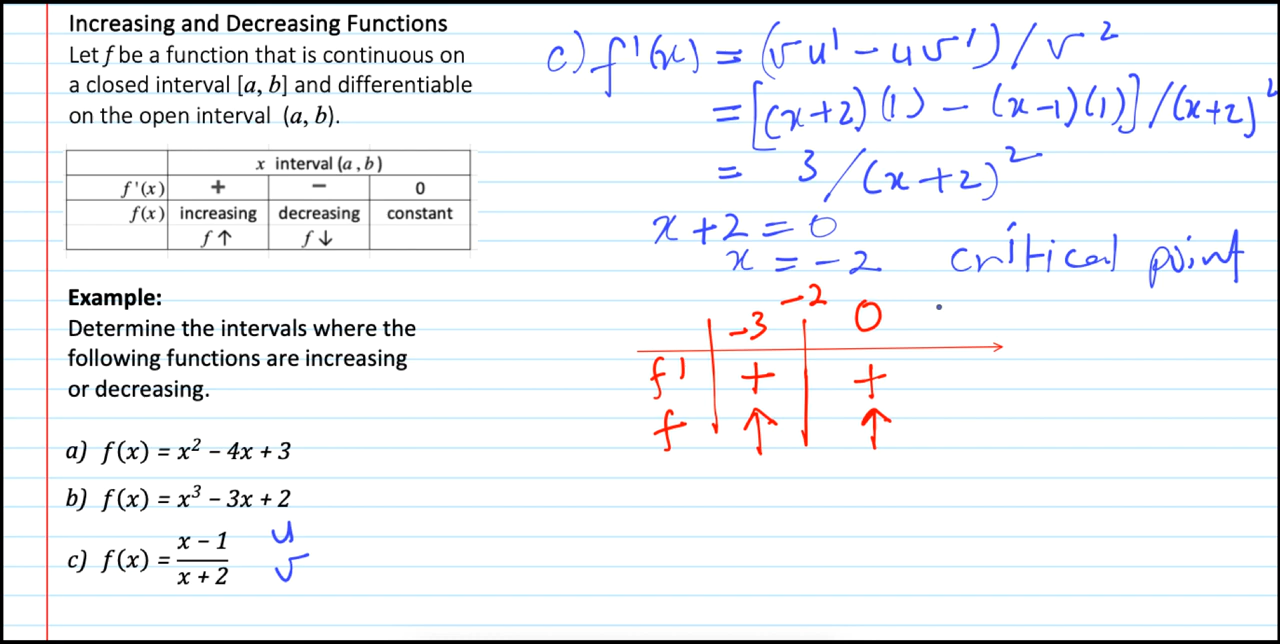 Increasing and Decreasing Functions
Let f be a function that is continuous on
a closed interval [a, b] and differentiable
on the open interval (a, b).
x interval (a , b)
f'(x) + − 0
f(x) increasing decreasing constant
f↑ f↓
Example:
Determine the intervals where the
following functions are increasing
or decreasing.
a) f(x) = x² − 4x + 3
b) f(x) = x³ − 3x + 2
c) f(x) = (x − 1)/(x + 2) u v
c) f'(x) = (vu' − uv')/v²
= [(x+2)(1) − (x−1)(1)]/(x+2)²
= 3/(x+2)²
x+2 = 0
x = −2 critical point
−3 −2 0
f' + +
f ↑ ↑